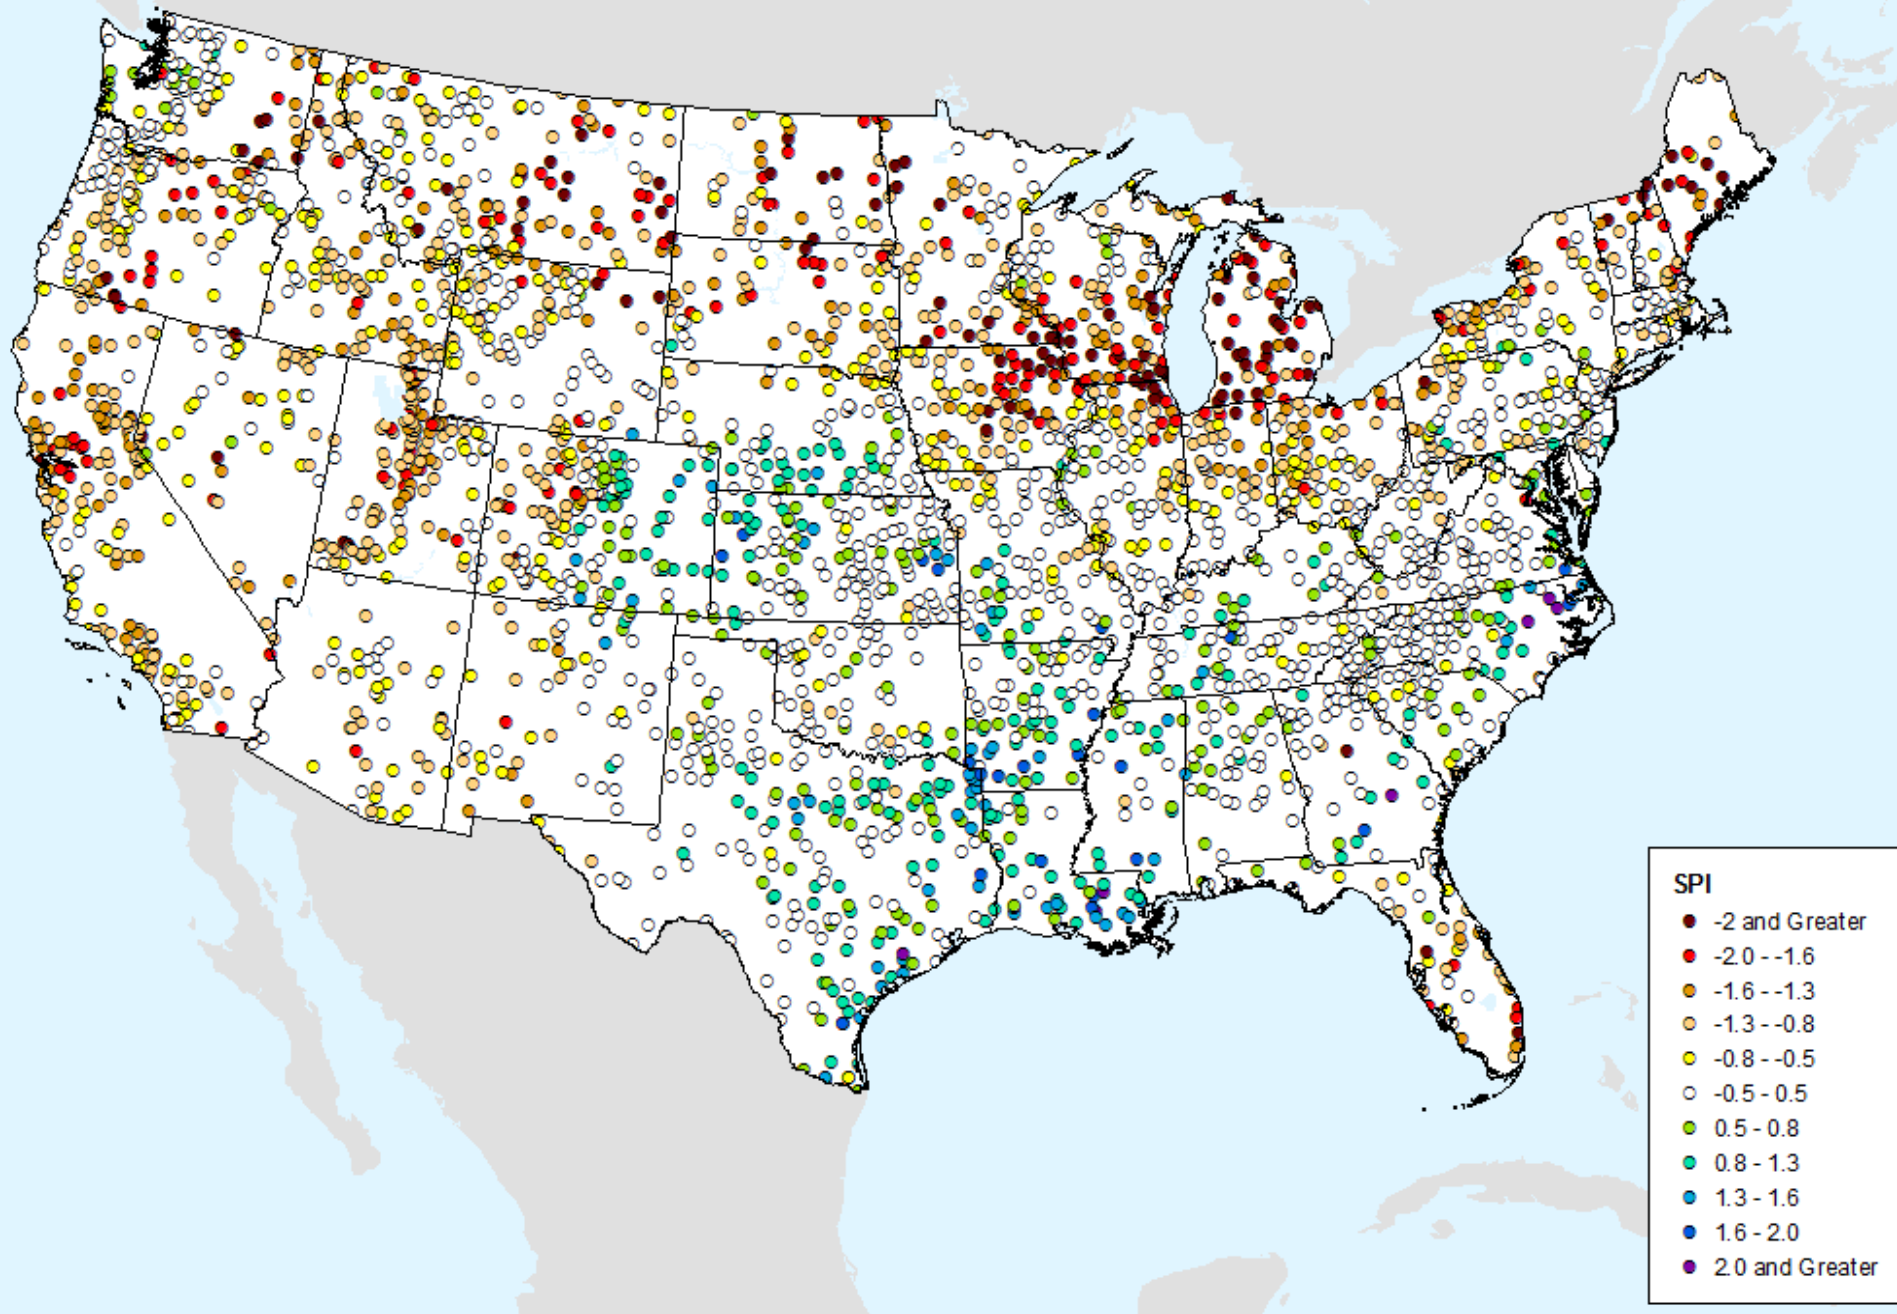 SPI
-2 and Greater
-2.0 - -1.6
-1.6 - -1.3
-1.3 - -0.8
-0.8 - -0.5
-0.5 - 0.5
0.5 - 0.8
0.8 - 1.3
1.3 - 1.6
1.6 - 2.0
2.0 and Greater